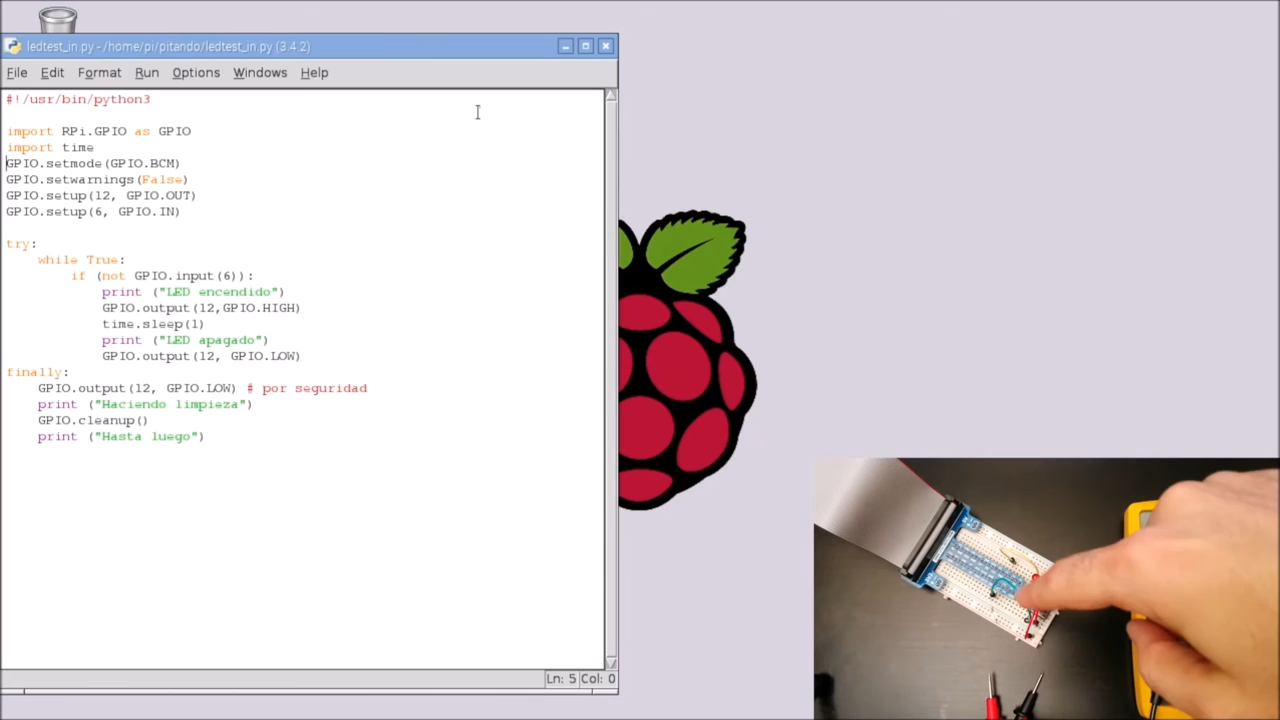 ledtest_in.py - /home/pi/pitando/ledtest_in.py (3.4.2)
File Edit Format Run Options Windows Help
#!/usr/bin/python3
import RPi.GPIO as GPIO
import time
GPIO.setmode(GPIO.BCM)
GPIO.setwarnings(False)
GPIO.setup(12, GPIO.OUT)
GPIO.setup(6, GPIO.IN)
try:
    while True:
        if (not GPIO.input(6)):
            print ("LED encendido")
            GPIO.output(12,GPIO.HIGH)
            time.sleep(1)
            print ("LED apagado")
            GPIO.output(12, GPIO.LOW)
finally:
    GPIO.output(12, GPIO.LOW) # por seguridad
    print ("Haciendo limpieza")
    GPIO.cleanup()
    print ("Hasta luego")
Ln: 5 Col: 0